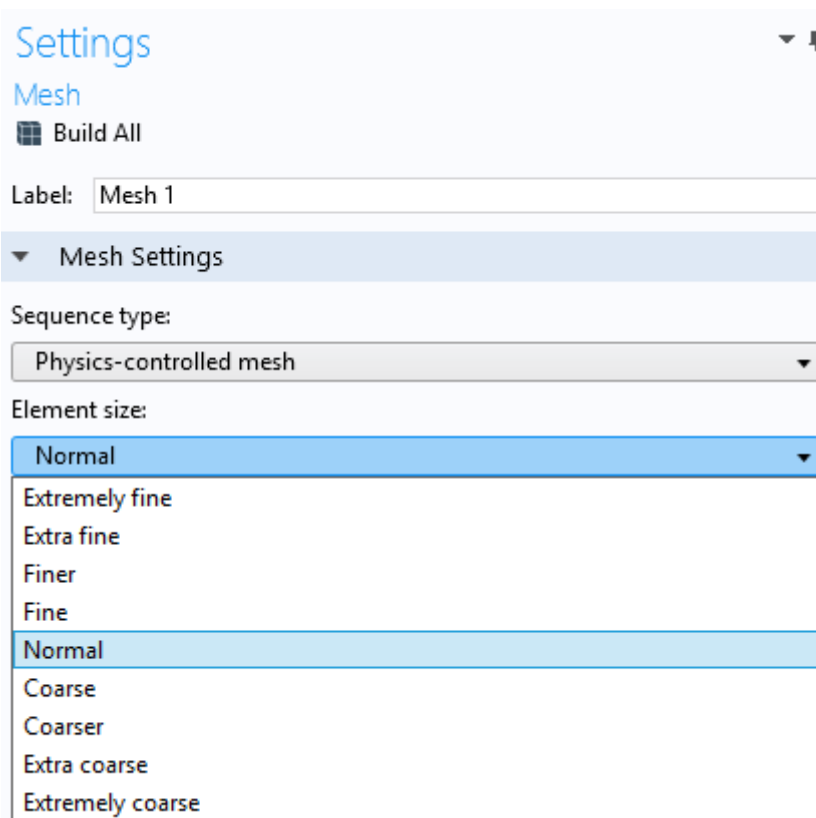 Settings
Mesh
Build All
Label: Mesh 1
Mesh Settings
Sequence type:
Physics-controlled mesh
Element size:
Normal
Extremely fine
Extra fine
Finer
Fine
Normal
Coarse
Coarser
Extra coarse
Extremely coarse